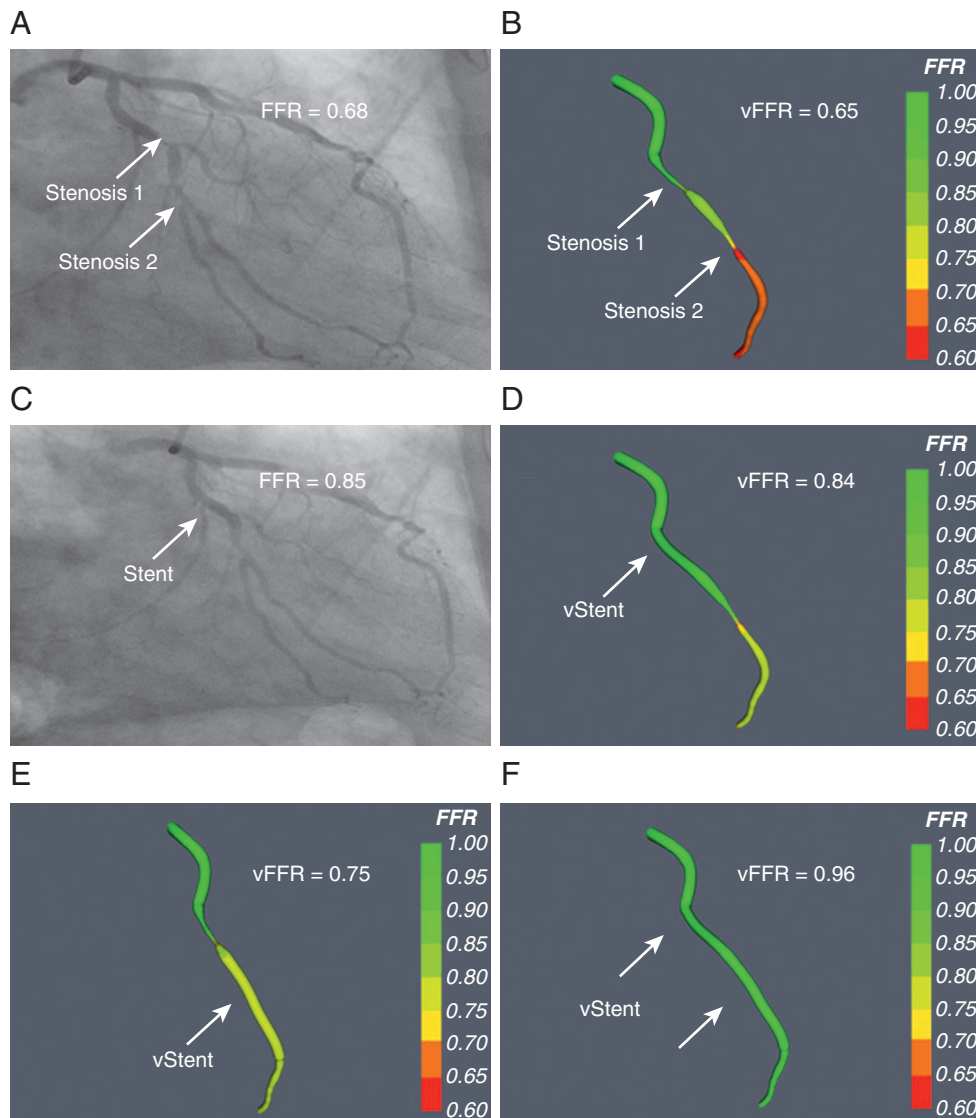 A
FFR = 0.68
Stenosis 1
Stenosis 2
B
FFR
vFFR = 0.65
Stenosis 1
Stenosis 2
1.00
0.95
0.90
0.85
0.80
0.75
0.70
0.65
0.60
C
FFR = 0.85
Stent
D
FFR
vFFR = 0.84
vStent
1.00
0.95
0.90
0.85
0.80
0.75
0.70
0.65
0.60
E
FFR
vFFR = 0.75
vStent
1.00
0.95
0.90
0.85
0.80
0.75
0.70
0.65
0.60
F
FFR
vFFR = 0.96
vStent
1.00
0.95
0.90
0.85
0.80
0.75
0.70
0.65
0.60